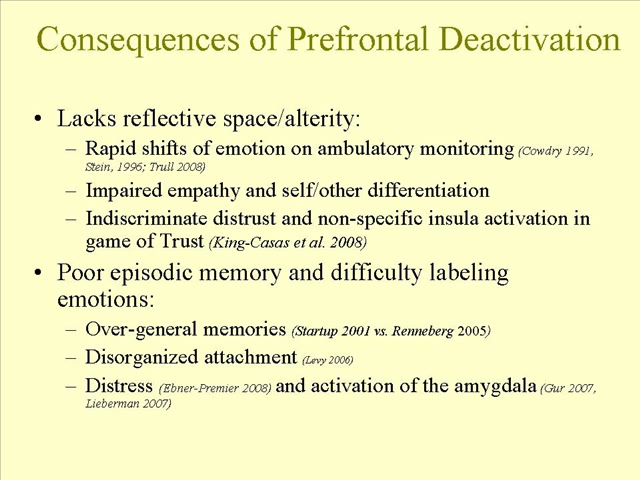 Consequences of Prefrontal Deactivation
• Lacks reflective space/alterity:
– Rapid shifts of emotion on ambulatory monitoring (Cowdry 1991,
Stein, 1996; Trull 2008)
– Impaired empathy and self/other differentiation
– Indiscriminate distrust and non-specific insula activation in
game of Trust (King-Casas et al. 2008)
• Poor episodic memory and difficulty labeling
emotions:
– Over-general memories (Startup 2001 vs. Renneberg 2005)
– Disorganized attachment (Levy 2006)
– Distress (Ebner-Premier 2008) and activation of the amygdala (Gur 2007,
Lieberman 2007)